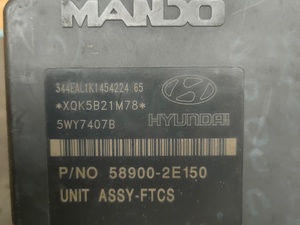 MANDO
344EAL1K1454224 65
*XQK5B21M78*
5WY7407B
HYUNDAI
P/NO 58900-2E150
UNIT ASSY-FTCS